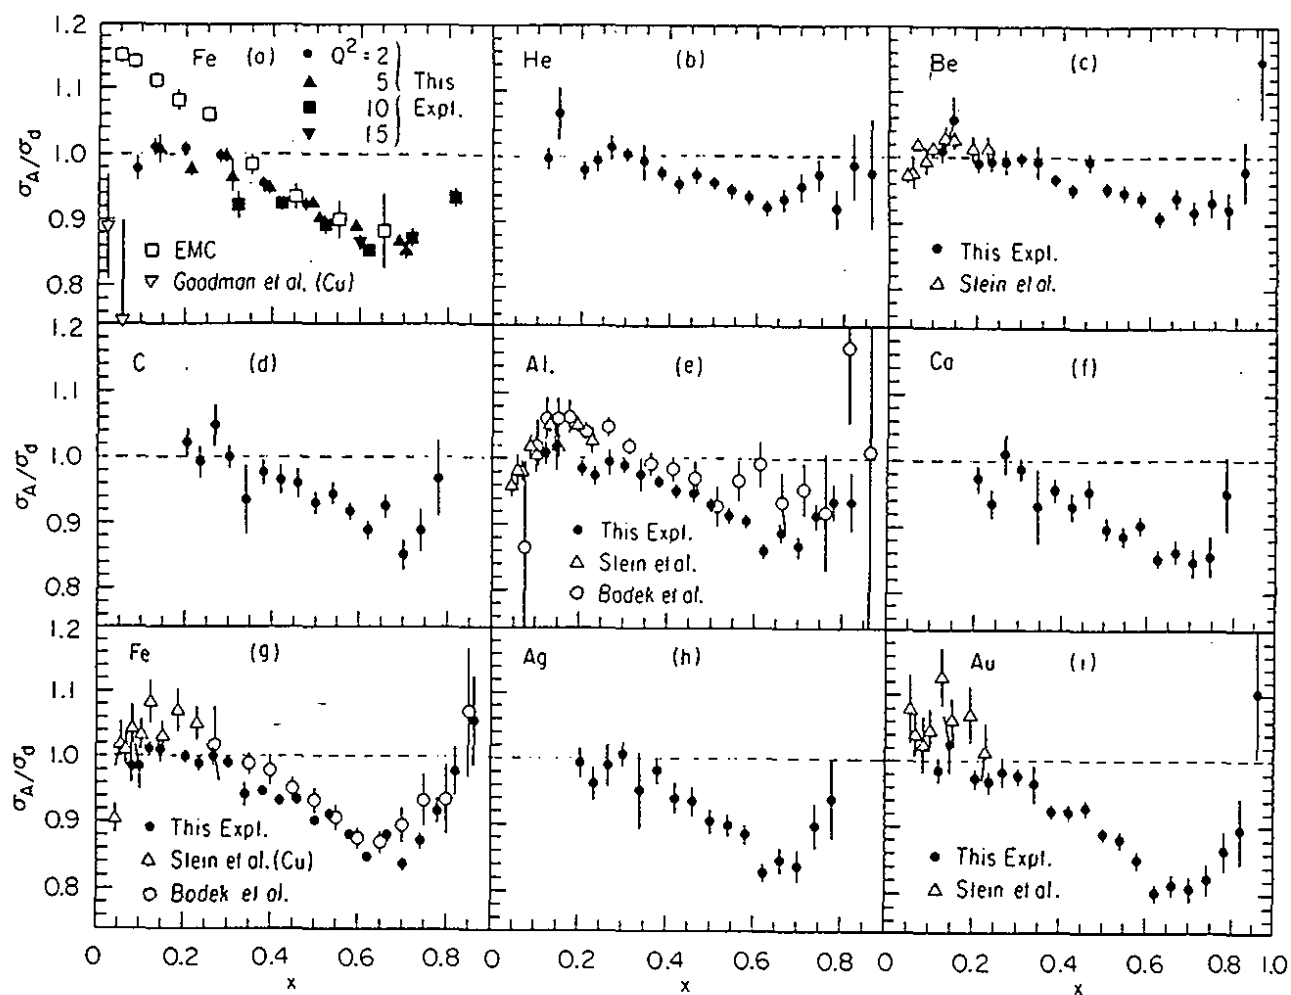 1.2
1.1
1.0
0.9
0.8
σA/σd
Fe (a)
Q2 = 2
5
10
15
This
Expt.
EMC
Goodman et al. (Cu)
He (b)
Be (c)
This Expt.
Stein et al.
1.2
1.1
1.0
0.9
0.8
σA/σd
C (d)
Al. (e)
This Expt.
Stein et al.
Bodek et al.
Ca (f)
1.2
1.1
1.0
0.9
0.8
σA/σd
Fe (g)
This Expt.
Stein et al. (Cu)
Bodek et al.
Ag (h)
Au (i)
This Expt.
Stein et al.
0 0.2 0.4 0.6 0.8 0 0.2 0.4 0.6 0.8 0 0.2 0.4 0.6 0.8 1.0
x x x